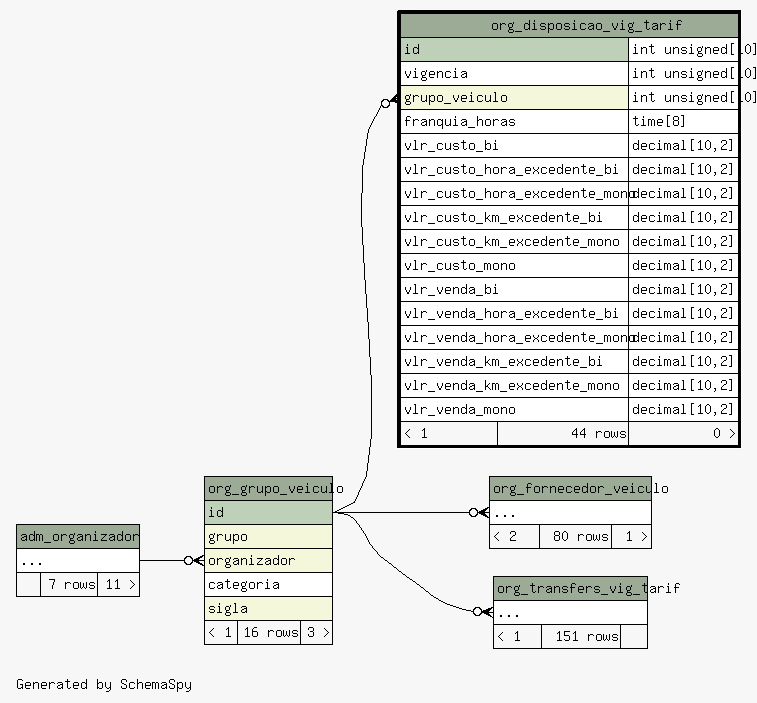 org_disposicao_vig_tarif
id int unsigned[10]
vigencia int unsigned[10]
grupo_veiculo int unsigned[10]
franquia_horas time[8]
vlr_custo_bi decimal[10,2]
vlr_custo_hora_excedente_bi decimal[10,2]
vlr_custo_hora_excedente_mono decimal[10,2]
vlr_custo_km_excedente_bi decimal[10,2]
vlr_custo_km_excedente_mono decimal[10,2]
vlr_custo_mono decimal[10,2]
vlr_venda_bi decimal[10,2]
vlr_venda_hora_excedente_bi decimal[10,2]
vlr_venda_hora_excedente_mono decimal[10,2]
vlr_venda_km_excedente_bi decimal[10,2]
vlr_venda_km_excedente_mono decimal[10,2]
vlr_venda_mono decimal[10,2]
< 1 44 rows 0 >
adm_organizador
...
7 rows 11 >
org_grupo_veiculo
id
grupo
organizador
categoria
sigla
< 1 16 rows 3 >
org_fornecedor_veiculo
...
< 2 80 rows 1 >
org_transfers_vig_tarif
...
< 1 151 rows
Generated by SchemaSpy